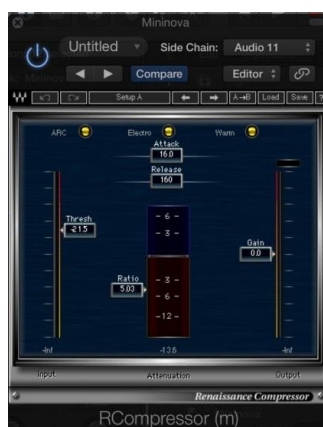 Mininova
Untitled
Side Chain:
Audio 11
Compare
Editor
Setup A
A→B
Load
Save
?
ARC
Electro
Warm
Attack
16.0
Release
160
Thresh
-21.5
Ratio
5.03
- 6 -
- 3 -
- 3 -
- 6 -
-12-
Gain
0.0
-Inf
-13.6
-Inf
Input
Attenuation
Output
Renaissance Compressor
RCompressor (m)